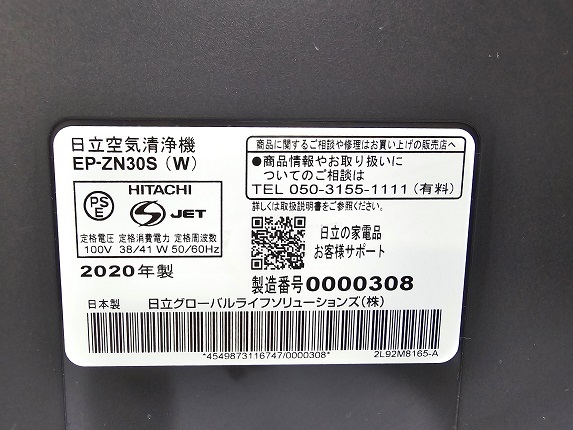 日立空気清浄機
EP-ZN30S（W）
商品に関するご相談や修理はお買い上げの販売店へ
●商品情報やお取り扱いに
ついてのご相談は
TEL 050-3155-1111（有料）
詳しくは取扱説明書をご参照ください。
PS
E
HITACHI
S JET
定格電圧 定格消費電力 定格周波数
100V 38/41 W 50/60Hz
2020年製
日立の家電品
お客様サポート
製造番号0000308
日本製 日立グローバルライフソリューションズ(株)
*4549873116747/0000308*
2L92M8165-A